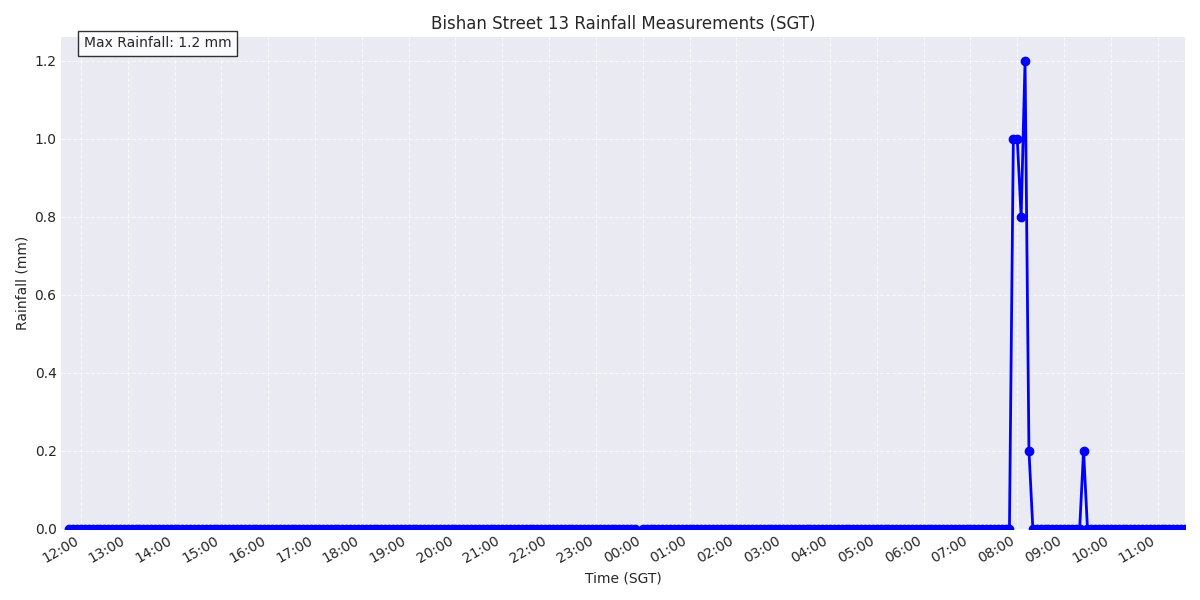 Bishan Street 13 Rainfall Measurements (SGT)
Max Rainfall: 1.2 mm
1.2
1.0
0.8
0.6
0.4
0.2
0.0
Rainfall (mm)
12:00 13:00 14:00 15:00 16:00 17:00 18:00 19:00 20:00 21:00 22:00 23:00 00:00 01:00 02:00 03:00 04:00 05:00 06:00 07:00 08:00 09:00 10:00 11:00
Time (SGT)